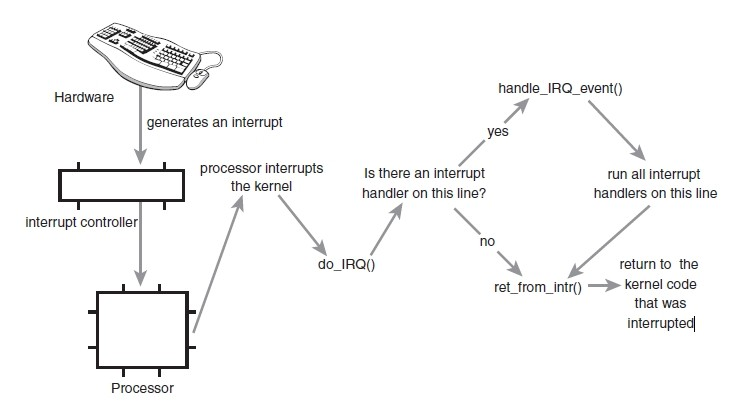 Hardware
generates an interrupt
interrupt controller
Processor
processor interrupts
the kernel
do_IRQ()
Is there an interrupt
handler on this line?
yes
no
handle_IRQ_event()
run all interrupt
handlers on this line
ret_from_intr()
return to the
kernel code
that was
interrupted